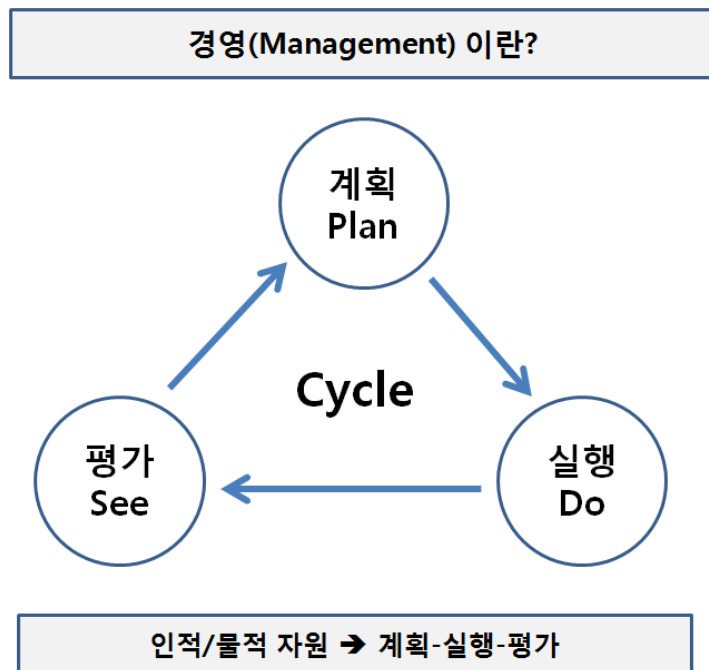 경영(Management) 이란?
계획
Plan
Cycle
평가
See
실행
Do
인적/물적 자원 ➔ 계획-실행-평가